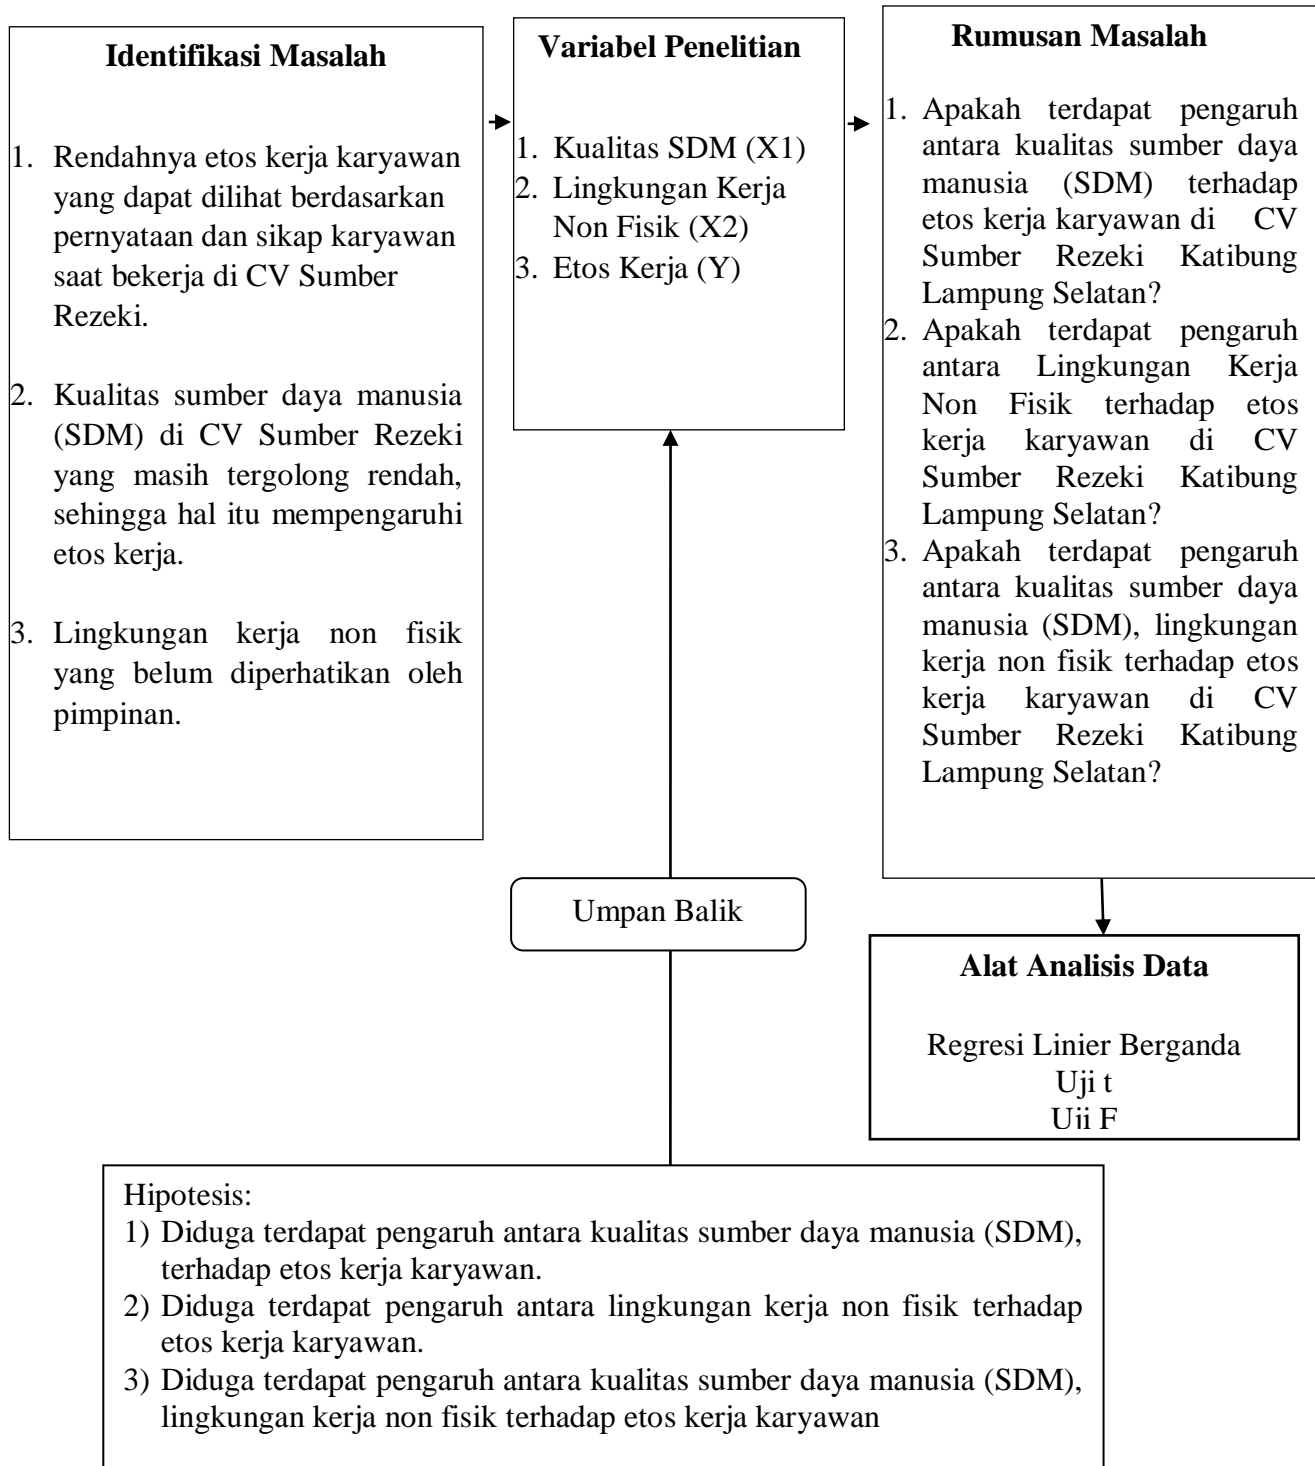 Identifikasi Masalah
1. Rendahnya etos kerja karyawan
yang dapat dilihat berdasarkan
pernyataan dan sikap karyawan
saat bekerja di CV Sumber
Rezeki.
2. Kualitas sumber daya manusia
(SDM) di CV Sumber Rezeki
yang masih tergolong rendah,
sehingga hal itu mempengaruhi
etos kerja.
3. Lingkungan kerja non fisik
yang belum diperhatikan oleh
pimpinan.
Variabel Penelitian
1. Kualitas SDM (X1)
2. Lingkungan Kerja
Non Fisik (X2)
3. Etos Kerja (Y)
Rumusan Masalah
1. Apakah terdapat pengaruh
antara kualitas sumber daya
manusia (SDM) terhadap
etos kerja karyawan di CV
Sumber Rezeki Katibung
Lampung Selatan?
2. Apakah terdapat pengaruh
antara Lingkungan Kerja
Non Fisik terhadap etos
kerja karyawan di CV
Sumber Rezeki Katibung
Lampung Selatan?
3. Apakah terdapat pengaruh
antara kualitas sumber daya
manusia (SDM), lingkungan
kerja non fisik terhadap etos
kerja karyawan di CV
Sumber Rezeki Katibung
Lampung Selatan?
Umpan Balik
Alat Analisis Data
Regresi Linier Berganda
Uji t
Uji F
Hipotesis:
1) Diduga terdapat pengaruh antara kualitas sumber daya manusia (SDM),
terhadap etos kerja karyawan.
2) Diduga terdapat pengaruh antara lingkungan kerja non fisik terhadap
etos kerja karyawan.
3) Diduga terdapat pengaruh antara kualitas sumber daya manusia (SDM),
lingkungan kerja non fisik terhadap etos kerja karyawan